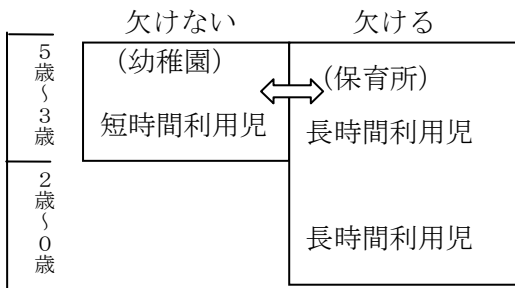 欠けない
欠ける
5歳～3歳
(幼稚園)
短時間利用児
(保育所)
長時間利用児
2歳～0歳
長時間利用児